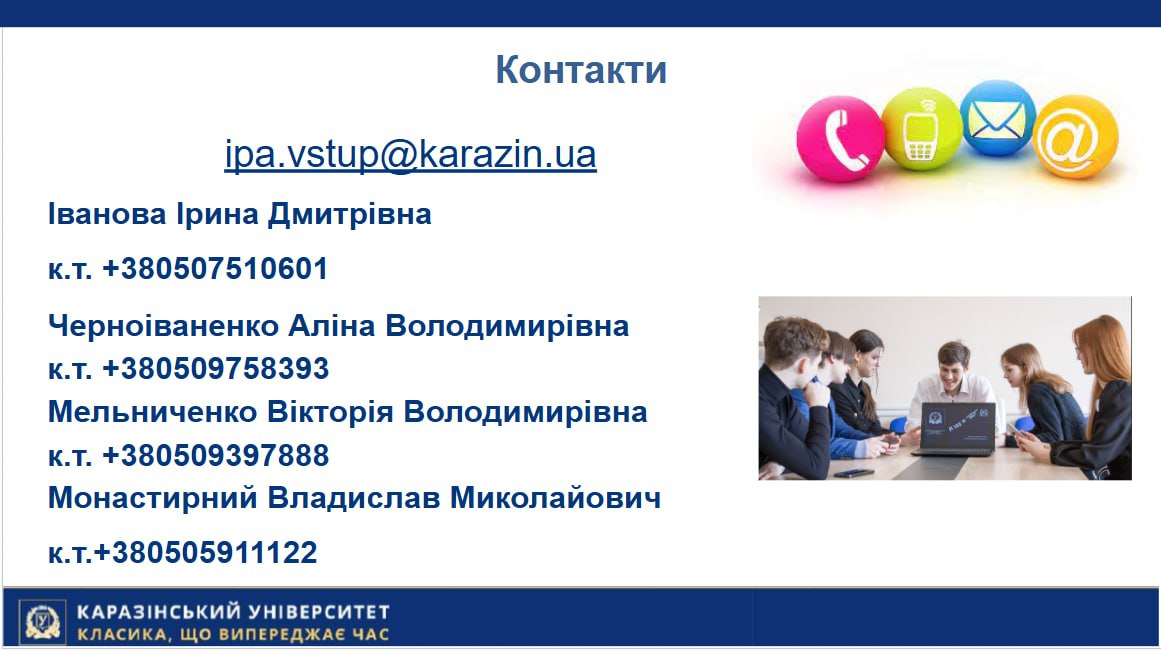 Контакти
ipa.vstup@karazin.ua
Іванова Ірина Дмитрівна
к.т. +380507510601
Черноіваненко Аліна Володимирівна
к.т. +380509758393
Мельниченко Вікторія Володимирівна
к.т. +380509397888
Монастирний Владислав Миколайович
к.т.+380505911122
КАРАЗІНСЬКИЙ УНІВЕРСИТЕТ
КЛАСИКА, ЩО ВИПЕРЕДЖАЄ ЧАС